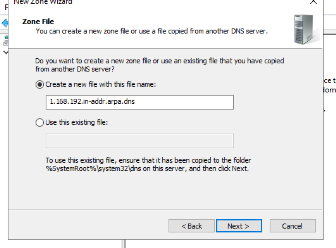 New Zone Wizard
Zone File
You can create a new zone file or use a file copied from another DNS server.
Do you want to create a new zone file or use an existing file that you have copied
from another DNS server?
Create a new file with this file name:
1.168.192.in-addr.arpa.dns
Use this existing file:
To use this existing file, ensure that it has been copied to the folder
%SystemRoot%\system32\dns on this server, and then click Next.
< Back
Next >
Cancel